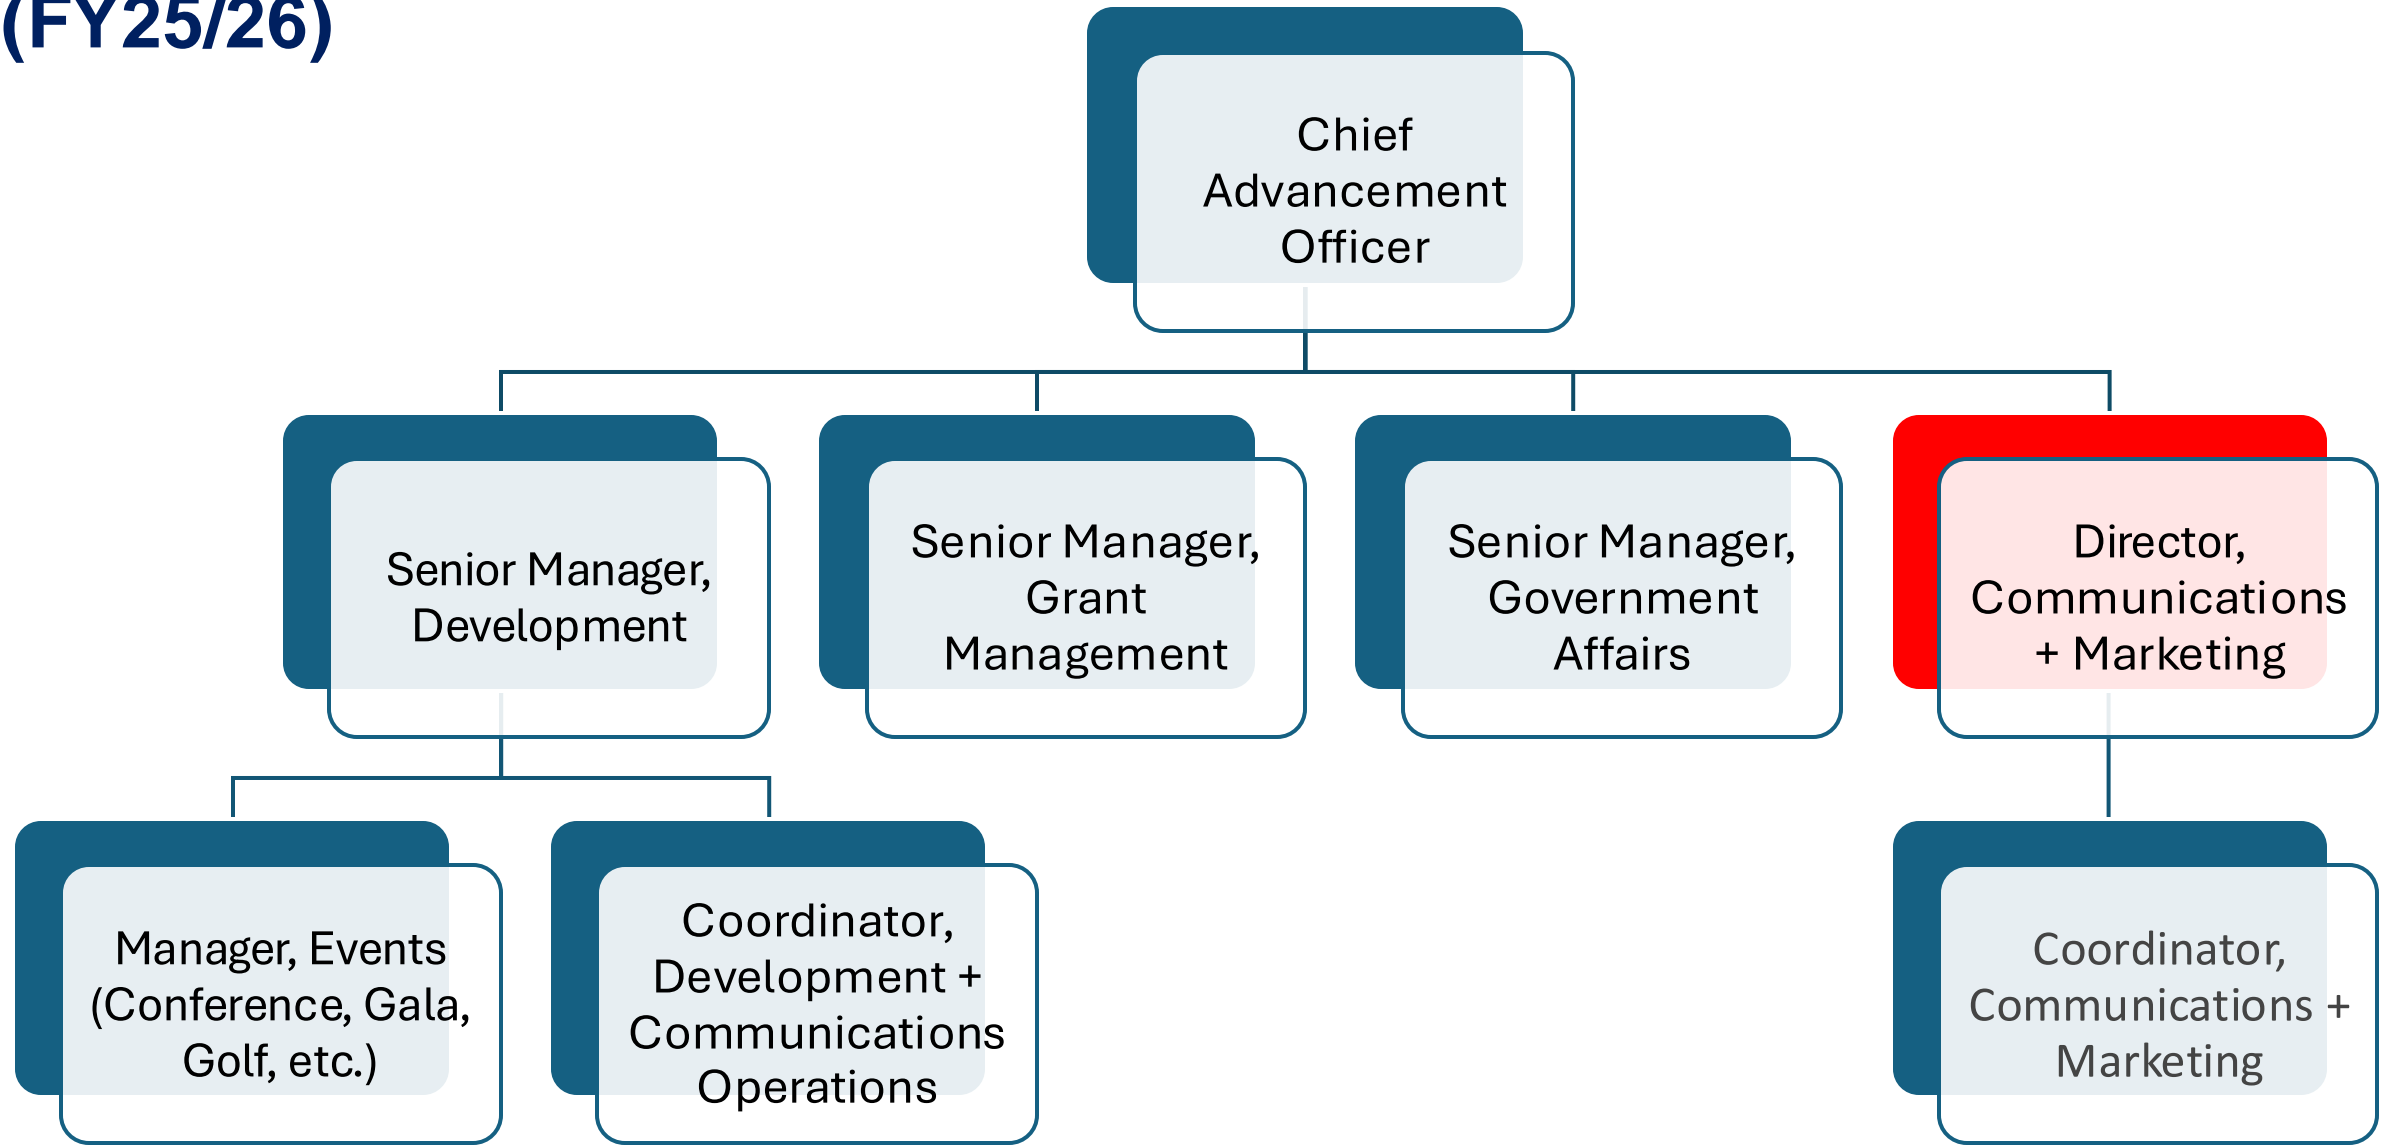 (FY25/26)
Chief
Advancement
Officer
Senior Manager,
Development
Senior Manager,
Grant
Management
Senior Manager,
Government
Affairs
Director,
Communications
+ Marketing
Manager, Events
(Conference, Gala,
Golf, etc.)
Coordinator,
Development +
Communications
Operations
Coordinator,
Communications +
Marketing